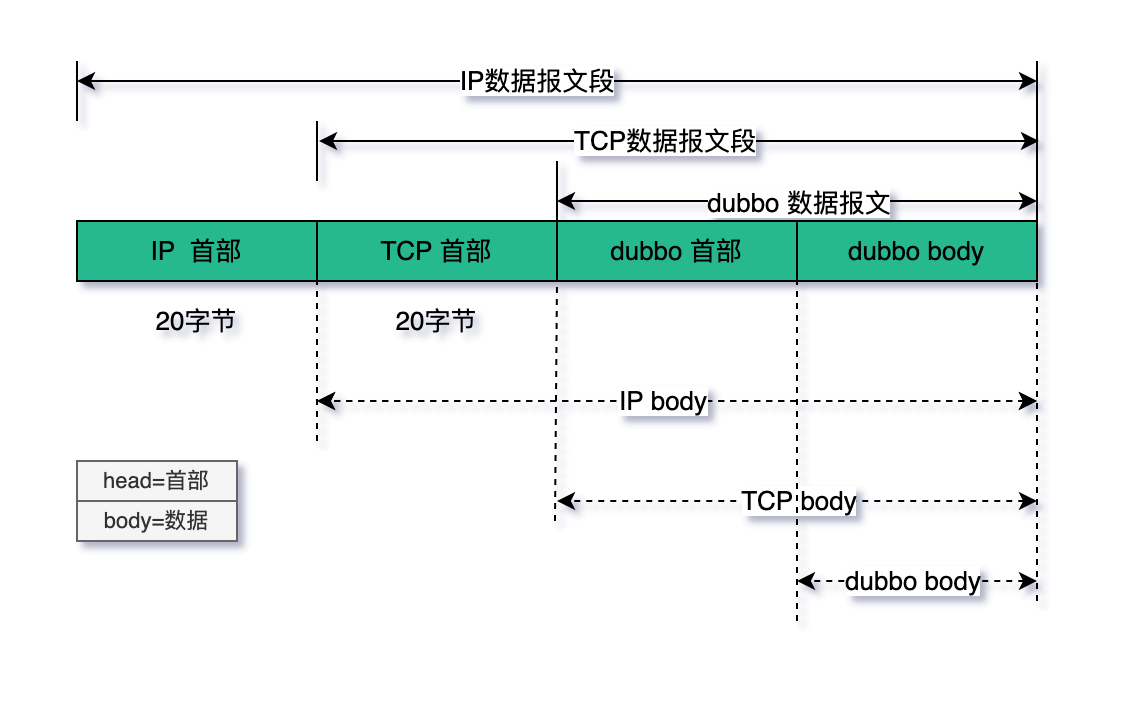 IP数据报文段
TCP数据报文段
dubbo 数据报文
IP 首部
TCP 首部
dubbo 首部
dubbo body
20字节
20字节
IP body
head=首部
body=数据
TCP body
dubbo body